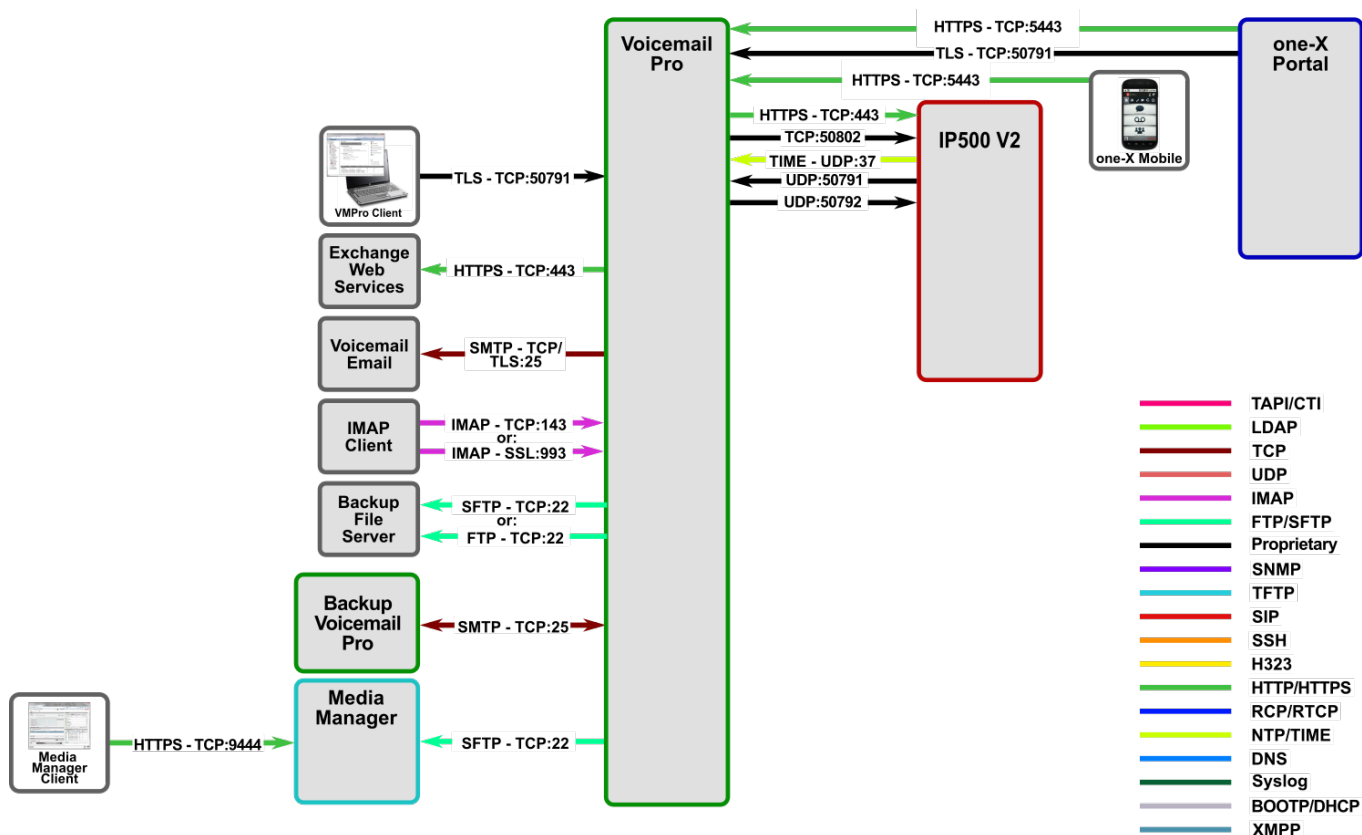 HTTPS - TCP:5443
Voicemail
Pro
one-X
Portal
TLS - TCP:50791
HTTPS - TCP:5443
HTTPS - TCP:443
TCP:50802
IP500 V2
TIME - UDP:37
one-X Mobile
UDP:50791
UDP:50792
TLS - TCP:50791
VMPro Client
Exchange
Web
Services
HTTPS - TCP:443
Voicemail
Email
SMTP - TCP/
TLS:25
IMAP
Client
IMAP - TCP:143
or:
IMAP - SSL:993
Backup
File
Server
SFTP - TCP:22
or:
FTP - TCP:22
Backup
Voicemail
Pro
SMTP - TCP:25
Media
Manager
SFTP - TCP:22
HTTPS - TCP:9444
Media
Manager
Client
TAPI/CTI
LDAP
TCP
UDP
IMAP
FTP/SFTP
Proprietary
SNMP
TFTP
SIP
SSH
H323
HTTP/HTTPS
RCP/RTCP
NTP/TIME
DNS
Syslog
BOOTP/DHCP
XMPP